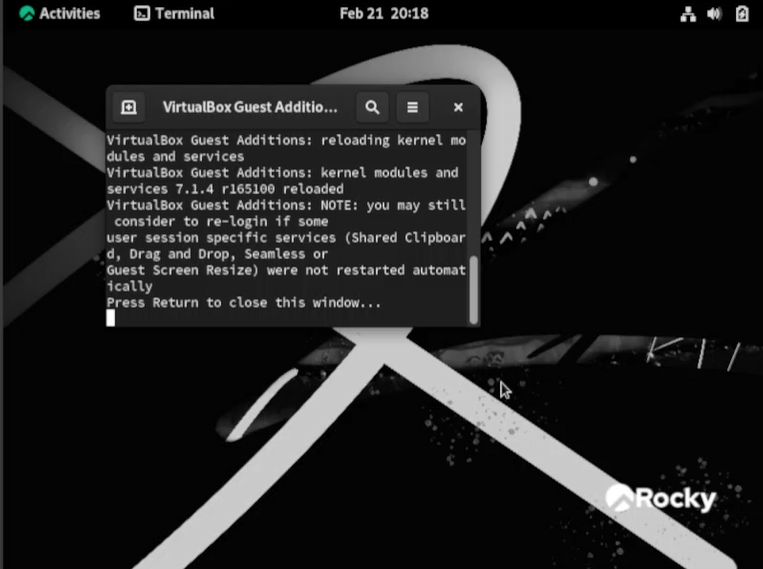 Activities
Terminal
Feb 21 20:18
VirtualBox Guest Additio...
VirtualBox Guest Additions: reloading kernel mo
dules and services
VirtualBox Guest Additions: kernel modules and
services 7.1.4 r165100 reloaded
VirtualBox Guest Additions: NOTE: you may still
 consider to re-login if some
user session specific services (Shared Clipboar
d, Drag and Drop, Seamless or
Guest Screen Resize) were not restarted automat
ically
Press Return to close this window...
Rocky